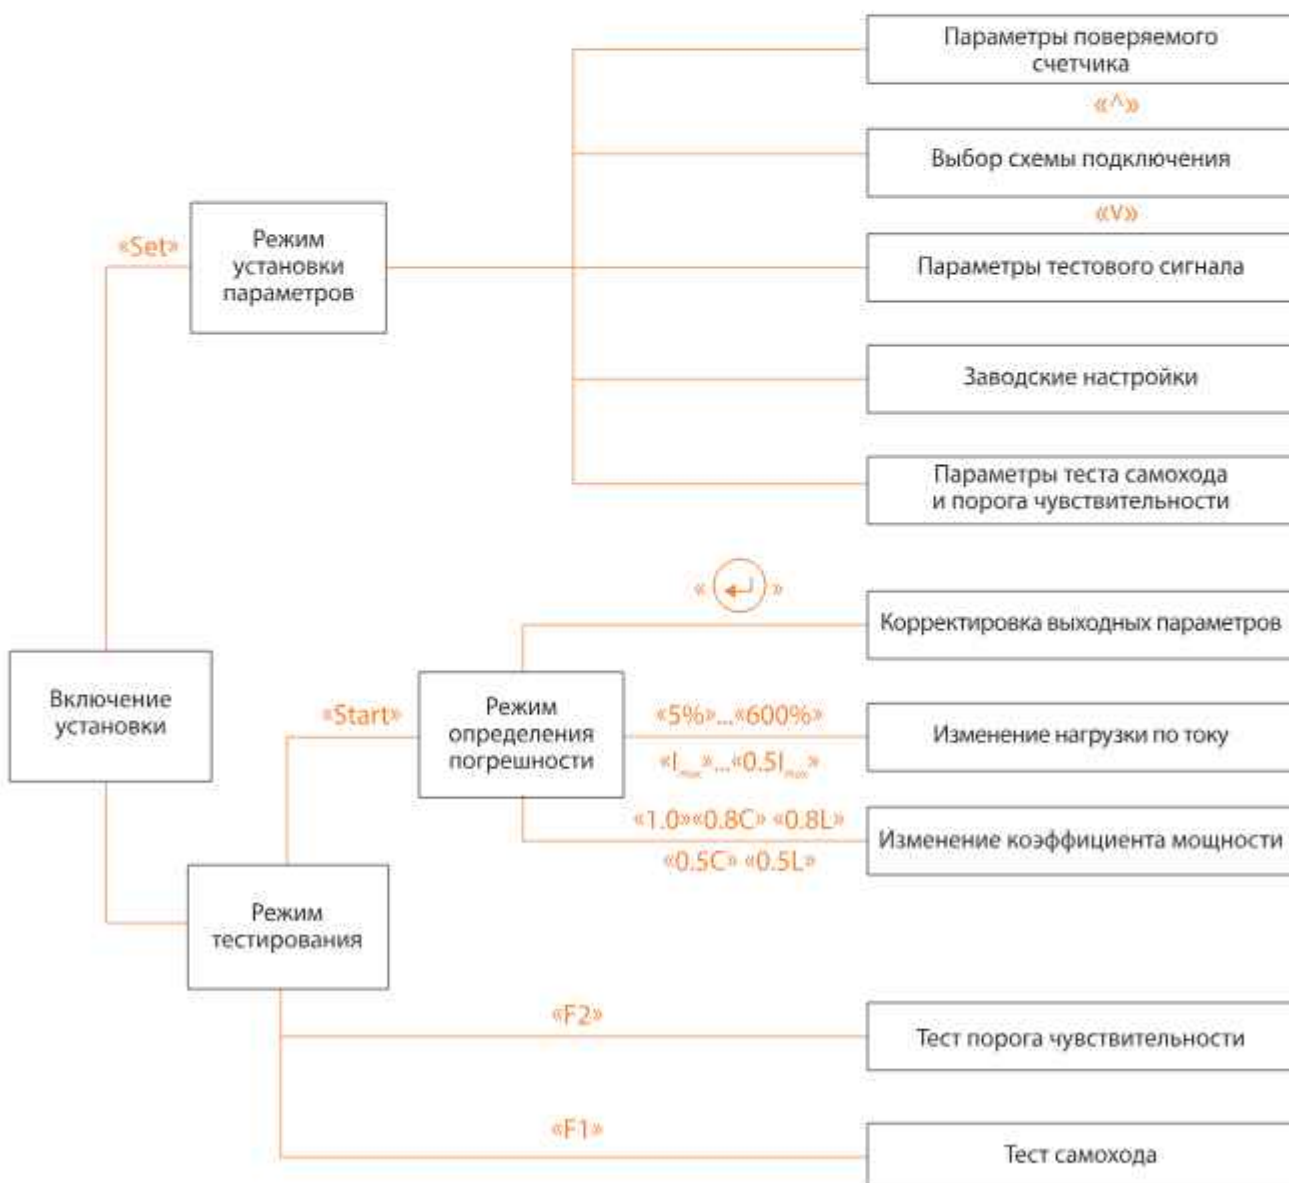 Параметры поверяемого
счетчика
«^»
Выбор схемы подключения
«v»
«Set»
Режим
установки
параметров
Параметры тестового сигнала
Заводские настройки
Параметры теста самохода
и порога чувствительности
« »
Корректировка выходных параметров
Включение
установки
«Start»
Режим
определения
погрешности
«5%»...«600%»
«Imax»...«0.5Imax»
Изменение нагрузки по току
«1.0»«0.8C» «0.8L»
«0.5C» «0.5L»
Изменение коэффициента мощности
Режим
тестирования
«F2»
Тест порога чувствительности
«F1»
Тест самохода